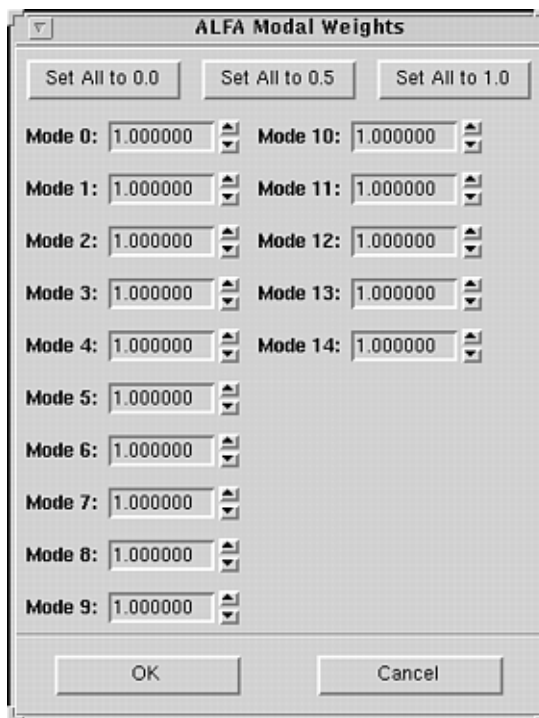 ALFA Modal Weights
Set All to 0.0 Set All to 0.5 Set All to 1.0
Mode 0: 1.000000 Mode 10: 1.000000
Mode 1: 1.000000 Mode 11: 1.000000
Mode 2: 1.000000 Mode 12: 1.000000
Mode 3: 1.000000 Mode 13: 1.000000
Mode 4: 1.000000 Mode 14: 1.000000
Mode 5: 1.000000
Mode 6: 1.000000
Mode 7: 1.000000
Mode 8: 1.000000
Mode 9: 1.000000
OK Cancel